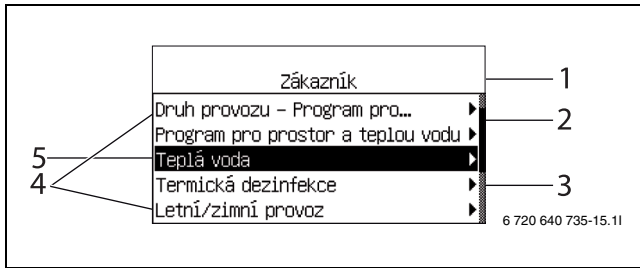 Zákazník
1
Druh provozu – Program pro...
2
Program pro prostor a teplou vodu
5
Teplá voda
4
Termická dezinfekce
3
Letní/zimní provoz
6 720 640 735-15.1I